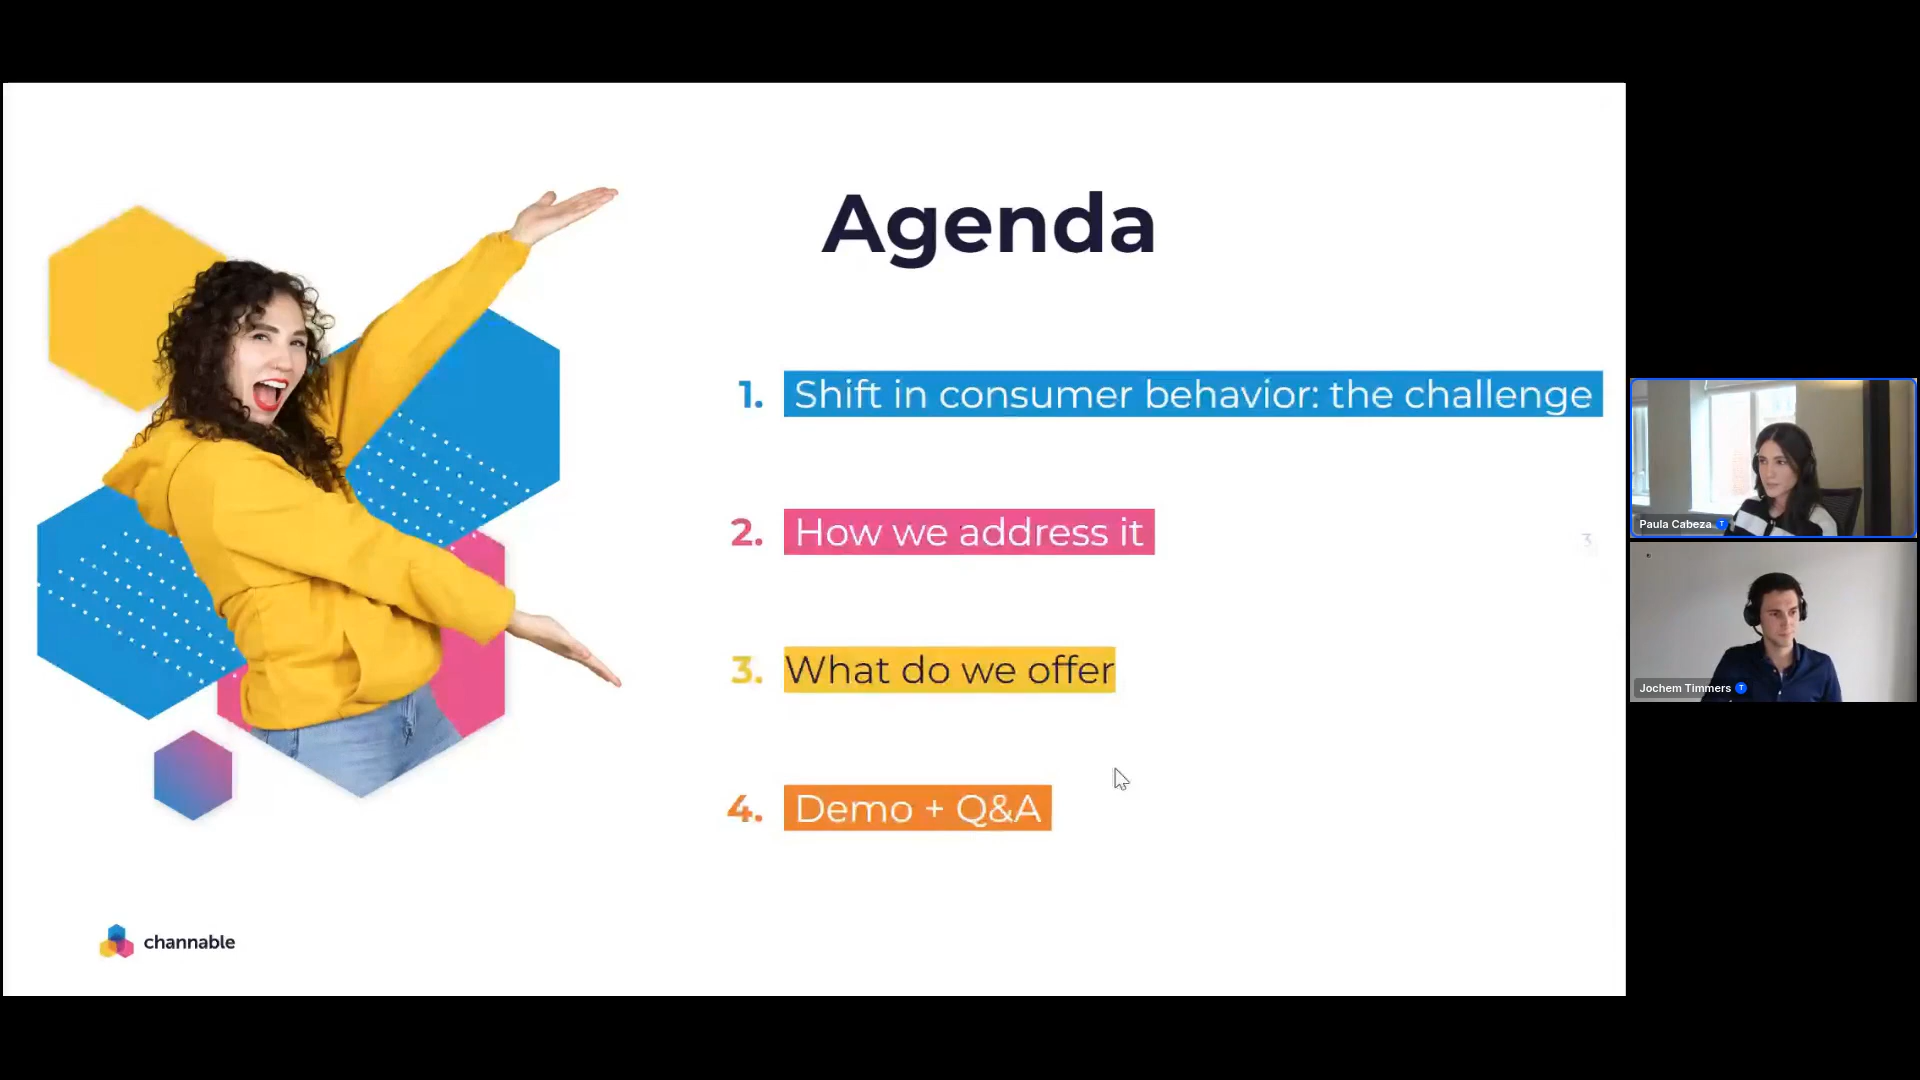 Agenda
1. Shift in consumer behavior: the challenge
2. How we address it
3. What do we offer
4. Demo + Q&A
3
channable
Paula Cabeza T
Jochem Timmers T